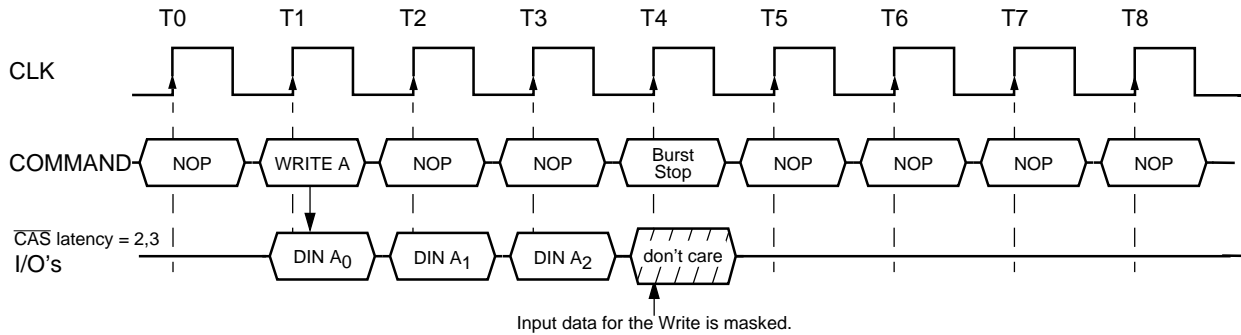 T0 T1 T2 T3 T4 T5 T6 T7 T8
CLK
COMMAND NOP WRITE A NOP NOP Burst Stop NOP NOP NOP NOP
CAS latency = 2,3
I/O's DIN A0 DIN A1 DIN A2 don't care
Input data for the Write is masked.